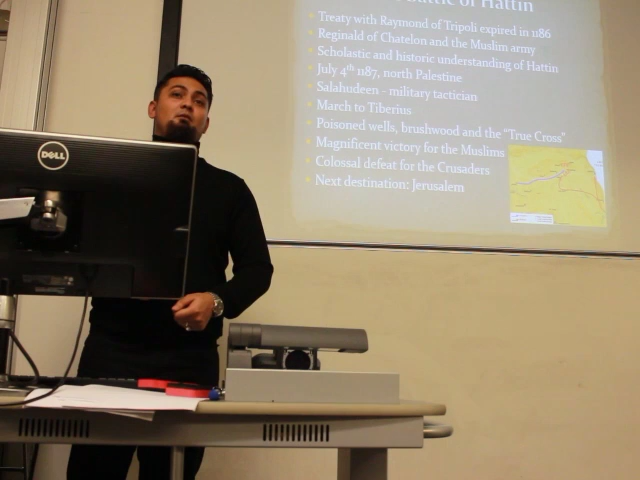 Battle of Hattin
Treaty with Raymond of Tripoli expired in 1186
Reginald of Chatelon and the Muslim army
Scholastic and historic understanding of Hattin
July 4th 1187, north Palestine
Salahudeen - military tactician
March to Tiberius
Poisoned wells, brushwood and the "True Cross"
Magnificent victory for the Muslims
Colossal defeat for the Crusaders
Next destination: Jerusalem
DELL